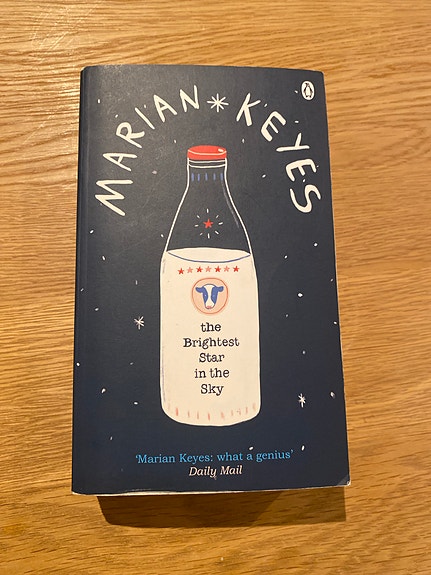 MARIAN KEYES
the
Brightest
Star
in the
Sky
'Marian Keyes: what a genius'
Daily Mail